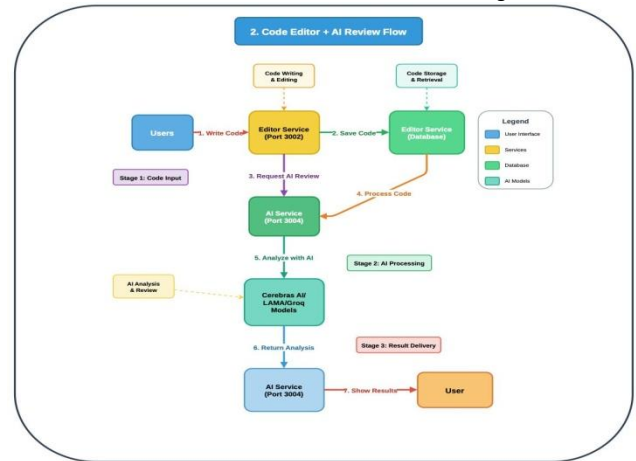 2. Code Editor + AI Review Flow
Code Writing
& Editing
Code Storage
& Retrieval
Users
1. Write Code
Editor Service
(Port 3002)
2. Save Code
Editor Service
(Database)
Legend
User Interface
Services
Database
AI Models
Stage 1: Code Input
3. Request AI Review
4. Process Code
AI Service
(Port 3004)
5. Analyze with AI
Stage 2: AI Processing
AI Analysis
& Review
Cerebras AI/
LAMA/Groq
Models
6. Return Analysis
Stage 3: Result Delivery
AI Service
(Port 3004)
7. Show Results
User